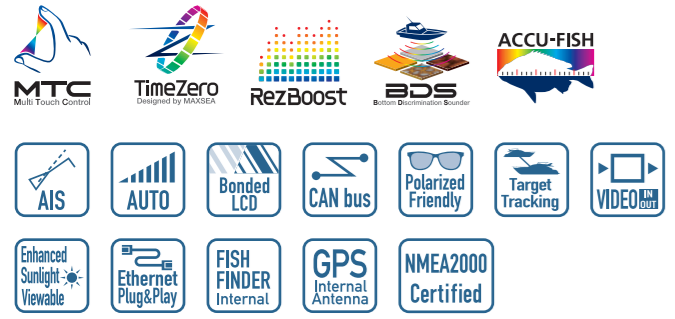 MTC
Multi Touch Control
TimeZero
Designed by MAXSEA
RezBoost
BDS
Bottom Discrimination Sounder
ACCU-FISH
AIS
AUTO
Bonded
LCD
CAN bus
Polarized
Friendly
Target
Tracking
VIDEO IN OUT
Enhanced
Sunlight
Viewable
Ethernet
Plug&Play
FISH
FINDER
Internal
GPS
Internal
Antenna
NMEA2000
Certified